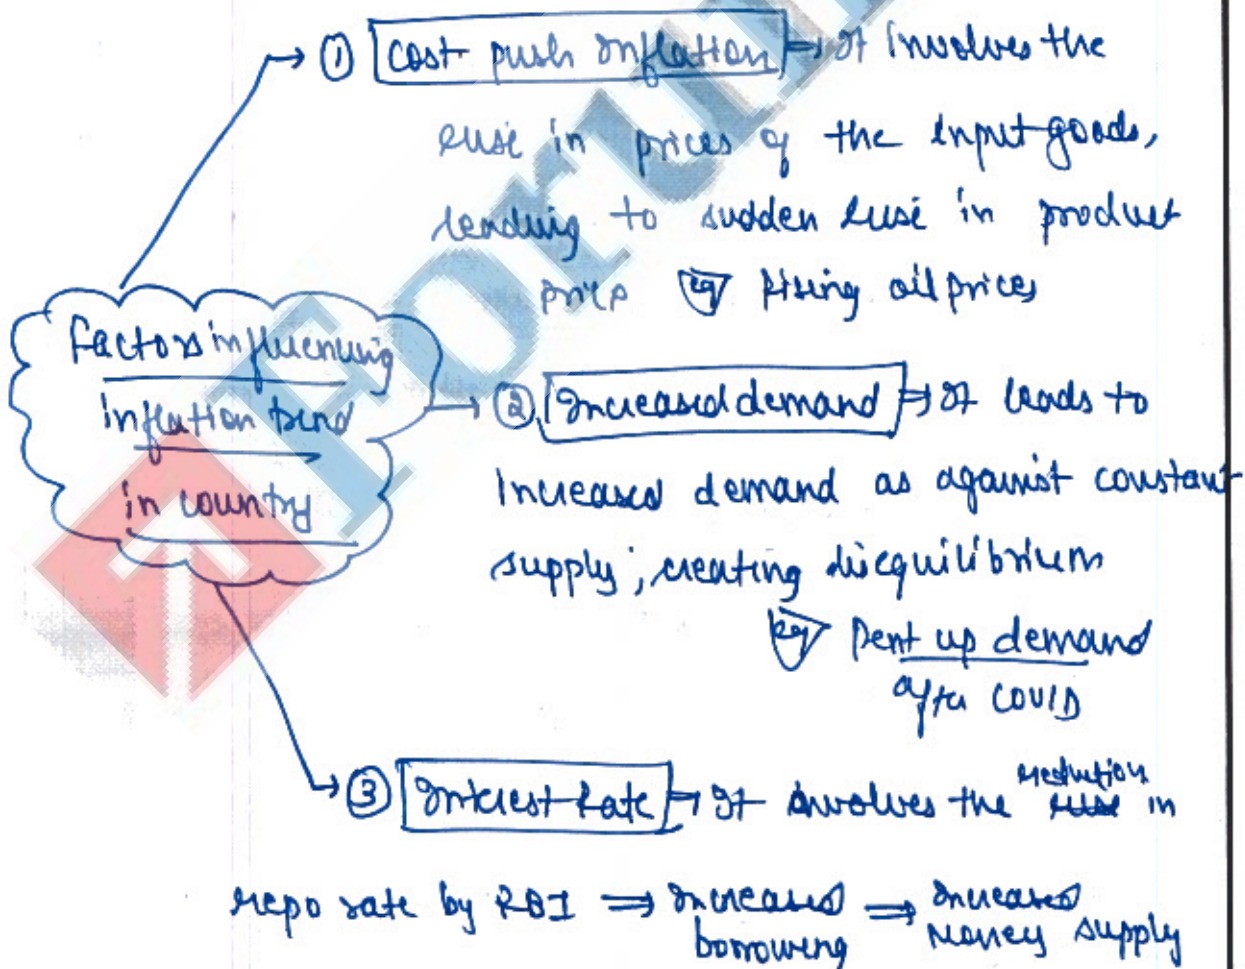 ① Cost push Inflation ⇒ It involves the
rise in prices of the input goods,
leading to sudden rise in product
price eg Rising oil prices
Factors influencing
inflation trend
in country
② Increased demand ⇒ It leads to
Increased demand as against constant
supply; creating disequilibrium
eg Pent up demand
after COVID
③ Interest Rate → It involves the reduction in
repo rate by RBI ⇒ Increased borrowing ⇒ Increased Money supply
Forum